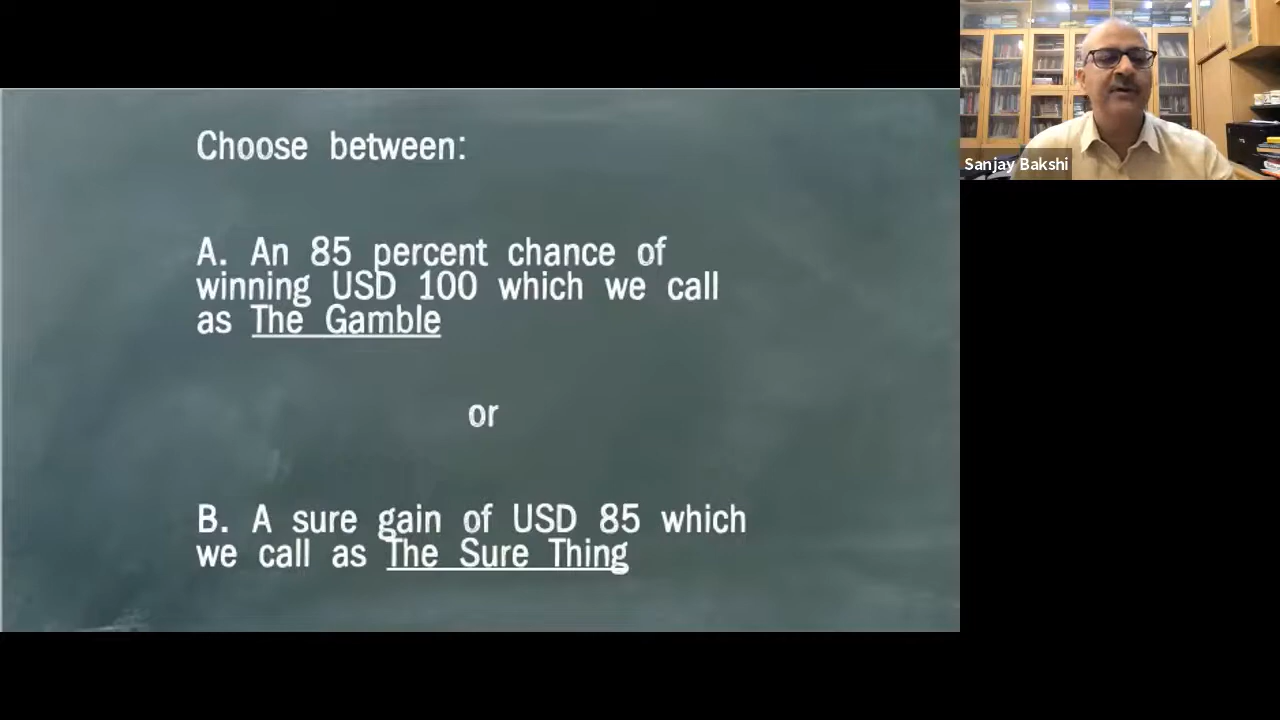 Choose between:
A. An 85 percent chance of
winning USD 100 which we call
as The Gamble
or
B. A sure gain of USD 85 which
we call as The Sure Thing
Sanjay Bakshi